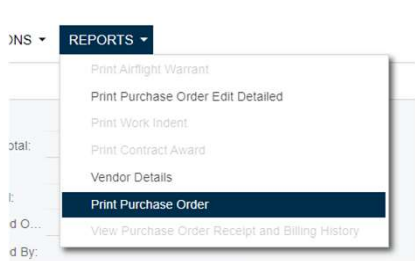 ONS REPORTS
Print Airflight Warrant
Print Purchase Order Edit Detailed
Print Work Indent
otal:
Print Contract Award
Vendor Details
Print Purchase Order
d O...
View Purchase Order Receipt and Billing History
d By: